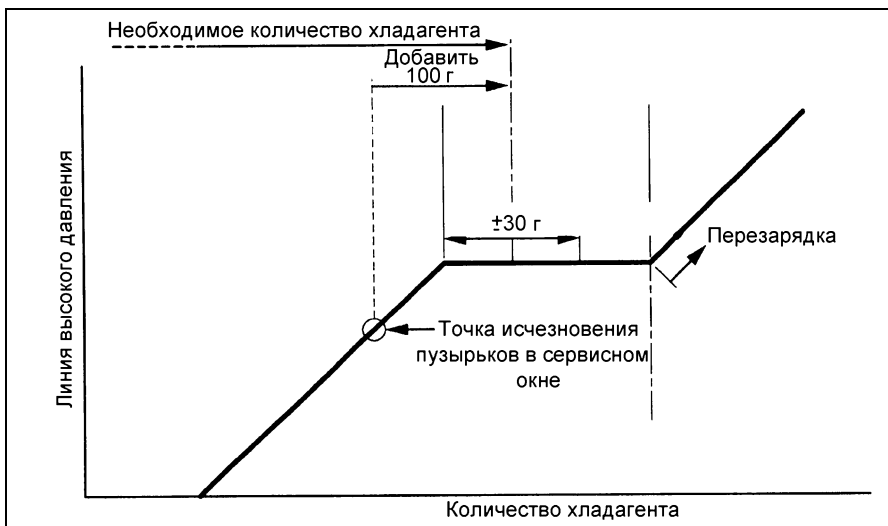 Необходимое количество хладагента
Добавить
100 г
Линия высокого давления
±30 г
Перезарядка
Точка исчезновения
пузырьков в сервисном
окне
Количество хладагента